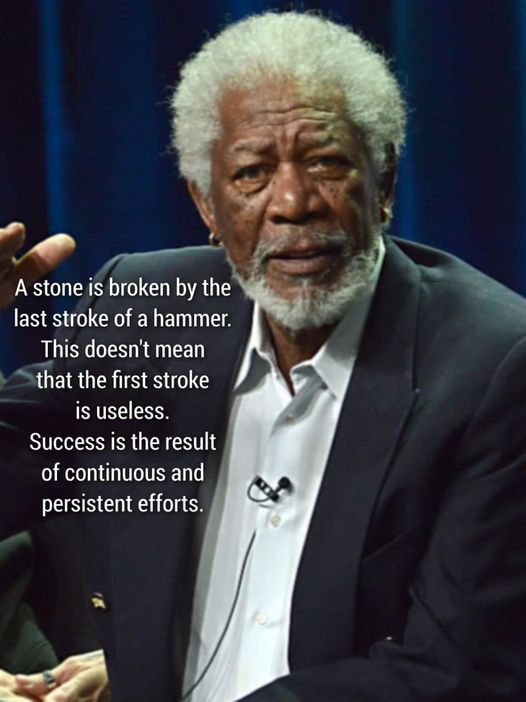 A stone is broken by the
last stroke of a hammer.
This doesn't mean
that the first stroke
is useless.
Success is the result
of continuous and
persistent efforts.